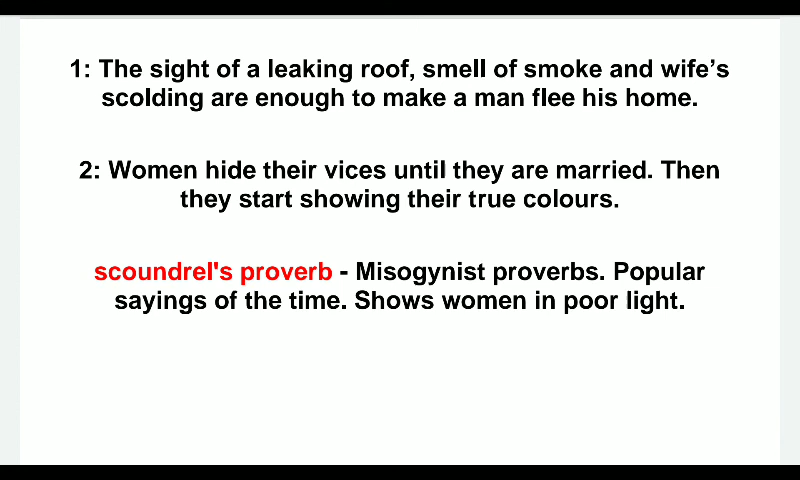 1: The sight of a leaking roof, smell of smoke and wife’s
scolding are enough to make a man flee his home.
2: Women hide their vices until they are married. Then
they start showing their true colours.
scoundrel's proverb - Misogynist proverbs. Popular
sayings of the time. Shows women in poor light.